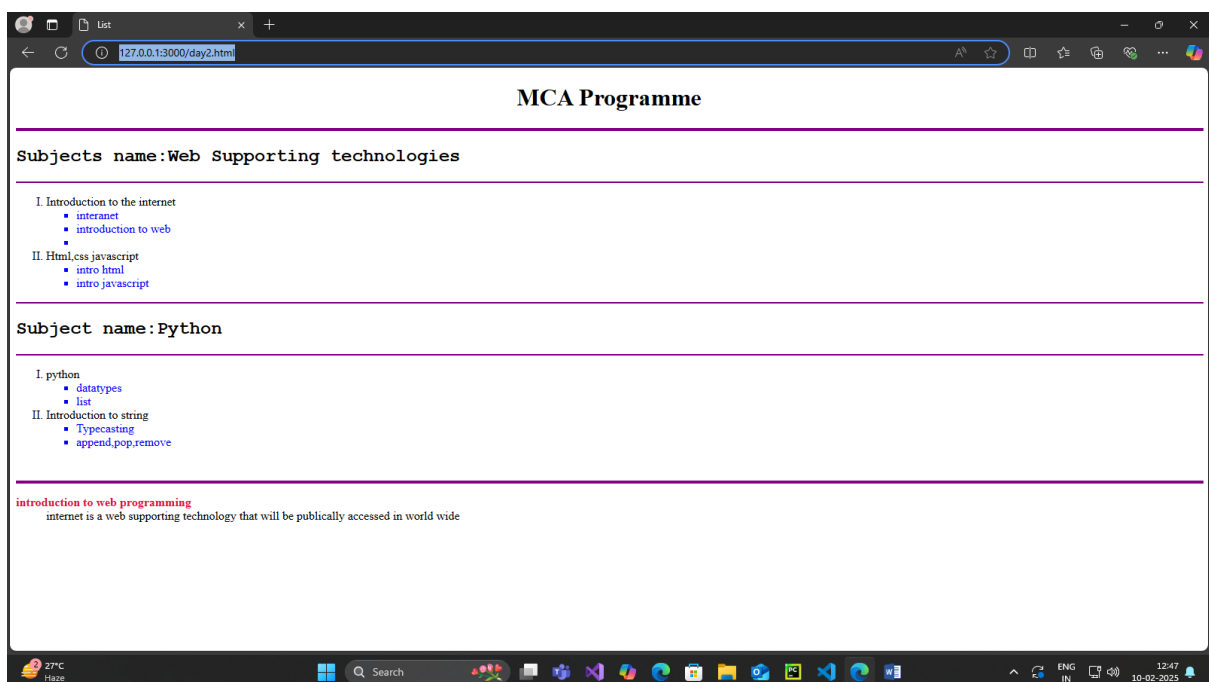 List
127.0.0.1:3000/day2.html
MCA Programme
Subjects name:Web Supporting technologies
I. Introduction to the internet
interanet
introduction to web
II. Html,css javascript
intro html
intro javascript
Subject name:Python
I. python
datatypes
list
II. Introduction to string
Typecasting
append,pop,remove
introduction to web programming
internet is a web supporting technology that will be publically accessed in world wide
2
27°C
Haze
Search
ENG
IN
12:47
10-02-2025